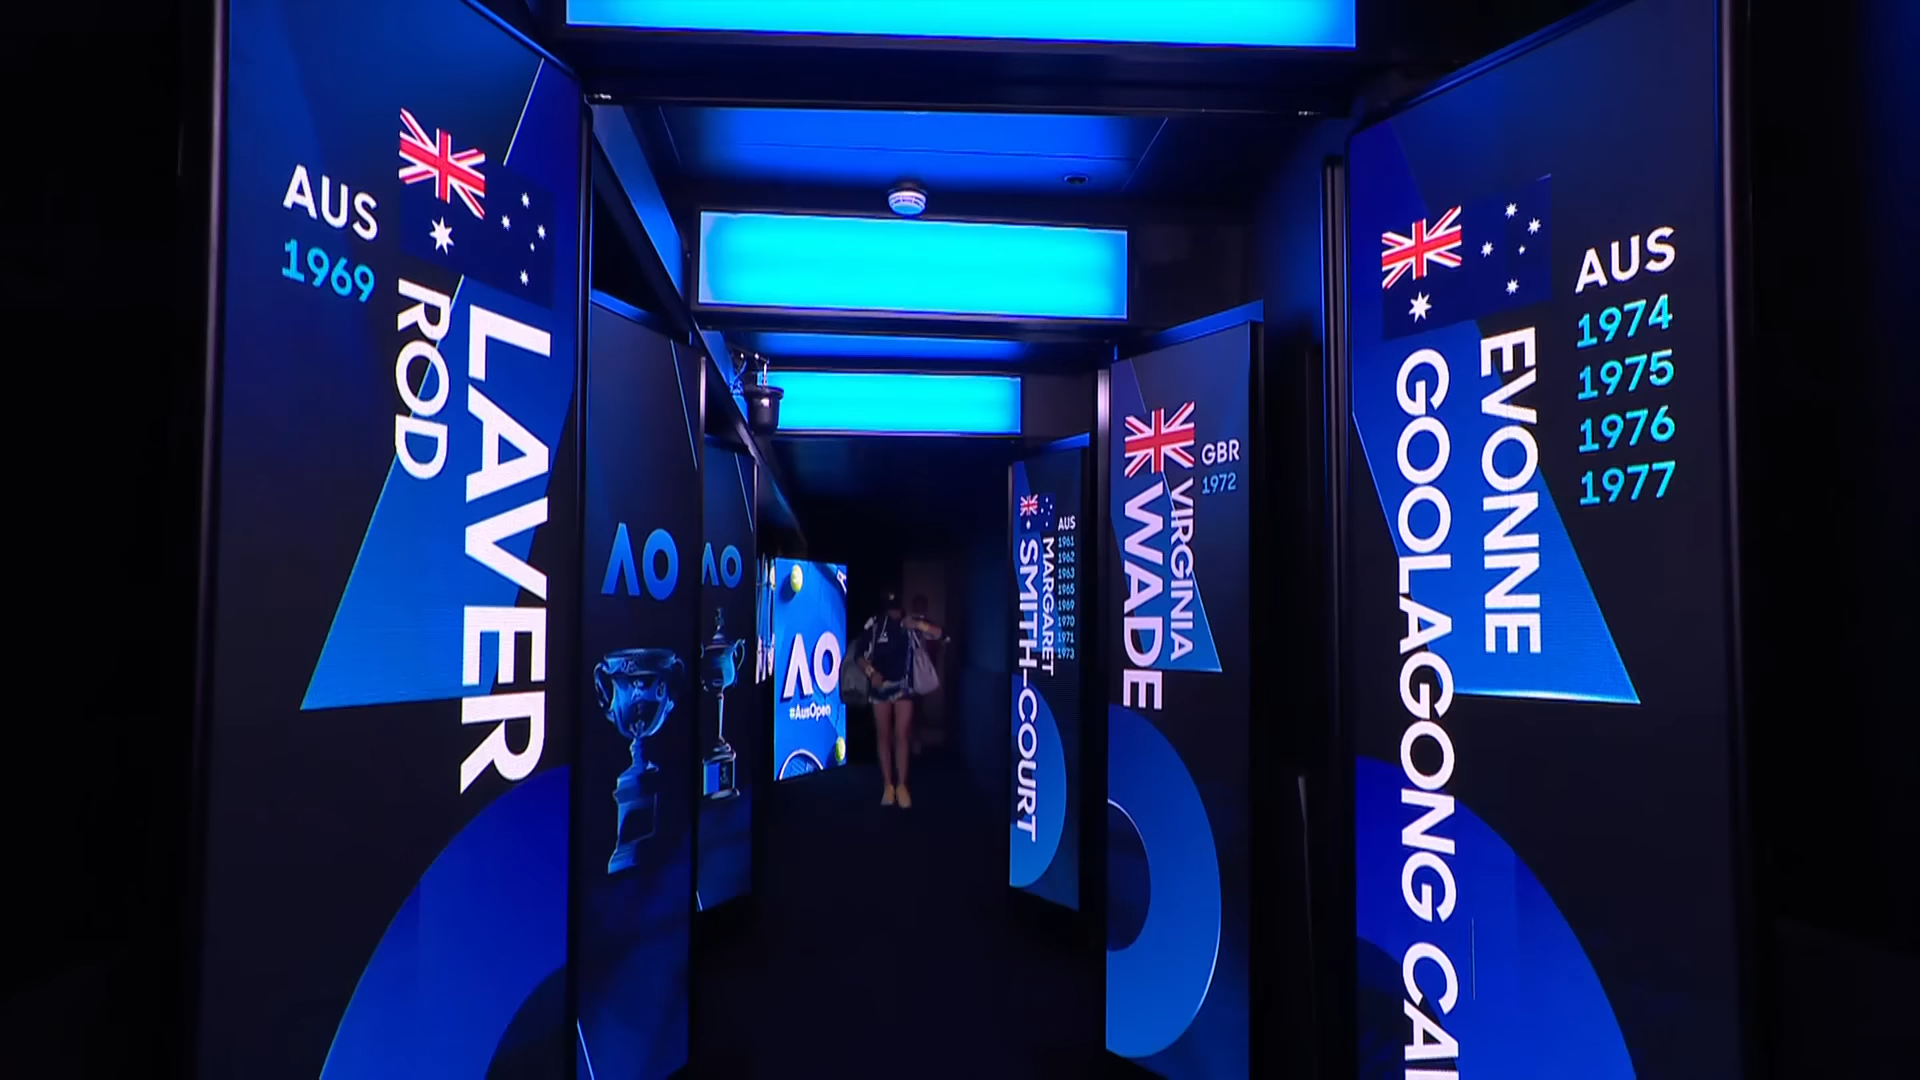 AUS
1969
ROD
LAVER
AO
AO
AO
#AusOpen
AUS
1961
1962
1963
1965
1969
1970
1971
1973
MARGARET
SMITH-COURT
GBR
1972
VIRGINIA
WADE
AUS
1974
1975
1976
1977
EVONNE
GOOLAGONG